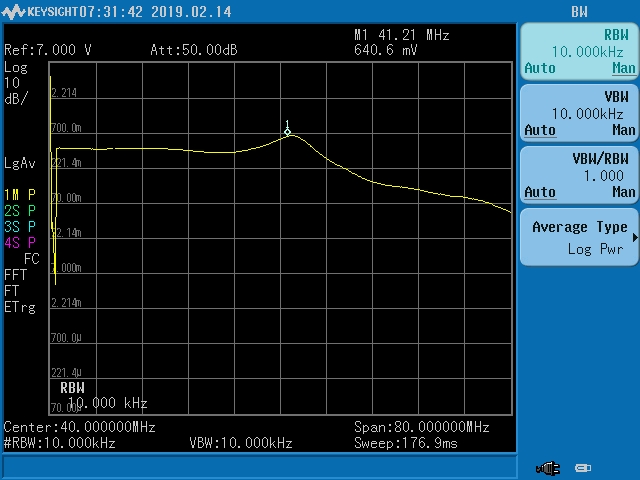 KEYSIGHT 07:31:42 2019.02.14
BW
M1 41.21 MHz
Ref:7.000 V Att:50.00dB 640.6 mV
Log
10
dB/
2.214
700.0m
LgAv
221.4m
70.00m
22.14m
2.214m
700.0µ
221.4µ
1
1M P
2S P
3S P
4S P
FC
FFT
FT
ETrg
RBW
10.000 kHz
Center:40.000000MHz Span:80.000000MHz
#RBW:10.000kHz VBW:10.000kHz Sweep:176.9ms
RBW
10.000kHz
Auto Man
VBW
10.000kHz
Auto Man
VBW/RBW
1.000
Auto Man
Average Type
Log Pwr